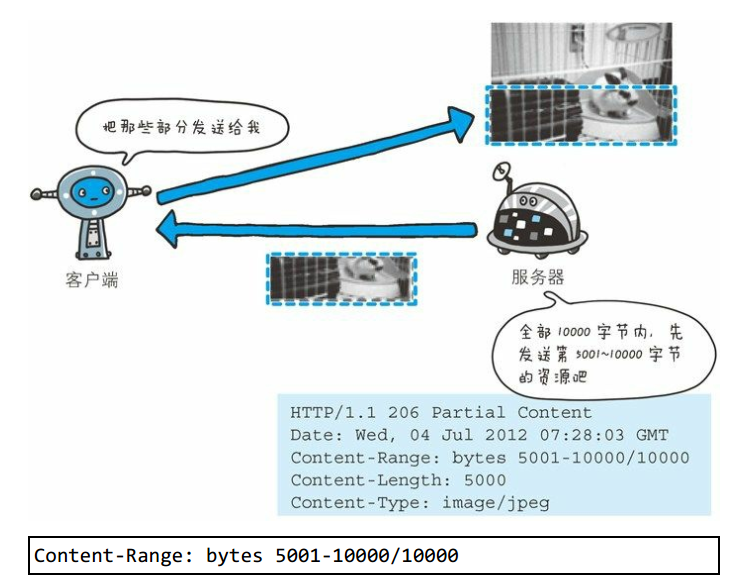 把那些部分发送给我
客户端
服务器
全部 10000 字节内，先
发送第 5001~10000 字节
的资源吧
HTTP/1.1 206 Partial Content
Date: Wed, 04 Jul 2012 07:28:03 GMT
Content-Range: bytes 5001-10000/10000
Content-Length: 5000
Content-Type: image/jpeg
Content-Range: bytes 5001-10000/10000